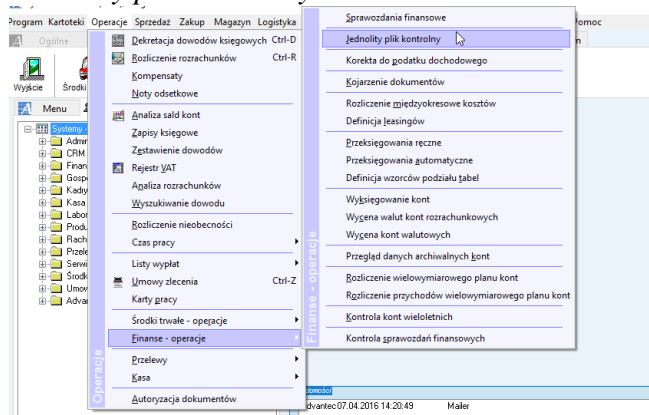 Program Kartoteki Operacje Sprzedaż Zakup Magazyn Logistyka
Pomoc
Ogólne
Wyjście
Środki
Menu
Systemy -
Admin
CRM
Finan
Gospo
Kadry
Kasa
Labor
Produ
Rach
Przele
Serwi
Środk
Umow
Advar
Operacje
Dekretacja dowodów księgowych Ctrl-D
Rozliczenie rozrachunków Ctrl-R
Kompensaty
Noty odsetkowe
Analiza sald kont
Zapisy księgowe
Zestawienie dowodów
Rejestr VAT
Analiza rozrachunków
Wyszukiwanie dowodu
Rozliczenie nieobecności
Czas pracy
Listy wypłat
Umowy zlecenia Ctrl-Z
Karty pracy
Środki trwałe - operacje
Finanse - operacje
Przelewy
Kasa
Autoryzacja dokumentów
Finanse - operacje
Sprawozdania finansowe
Jednolity plik kontrolny
Korekta do podatku dochodowego
Kojarzenie dokumentów
Rozliczenie międzyokresowe kosztów
Definicja leasingów
Przeksięgowania ręczne
Przeksięgowania automatyczne
Definicja wzorców podziału tabel
Wyksięgowanie kont
Wycena walut kont rozrachunkowych
Wycena kont walutowych
Przegląd danych archiwalnych kont
Rozliczenie wielowymiarowego planu kont
Rozliczenie przychodów wielowymiarowego planu kont
Kontrola kont wieloletnich
Kontrola sprawozdań finansowych
domości
dvantec 07.04.2016 14:20:49 Mailer